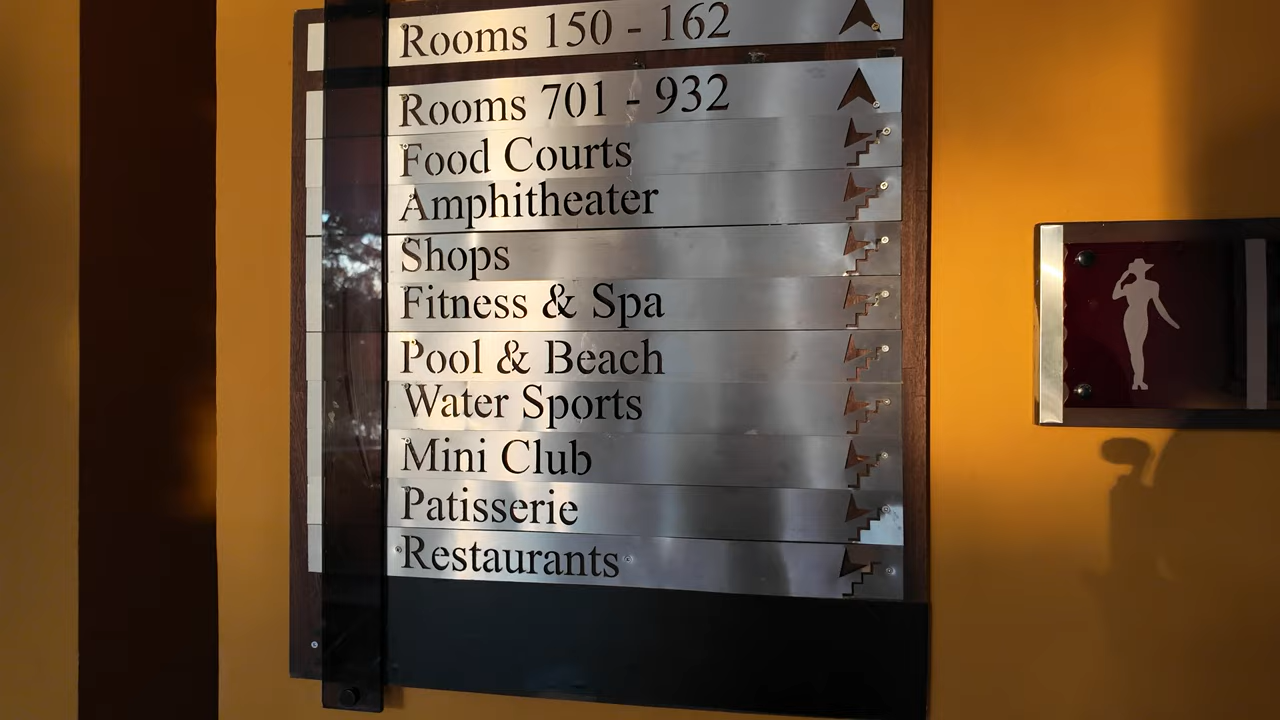 Rooms 150 - 162
Rooms 701 - 932
Food Courts
Amphitheater
Shops
Fitness & Spa
Pool & Beach
Water Sports
Mini Club
Patisserie
Restaurants